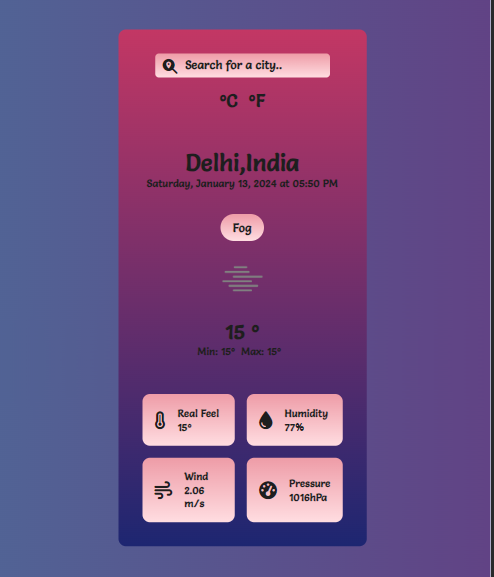 Search for a city..
°C °F
Delhi,India
Saturday, January 13, 2024 at 05:50 PM
Fog
15 °
Min: 15° Max: 15°
Real Feel
15°
Humidity
77%
Wind
2.06
m/s
Pressure
1016hPa